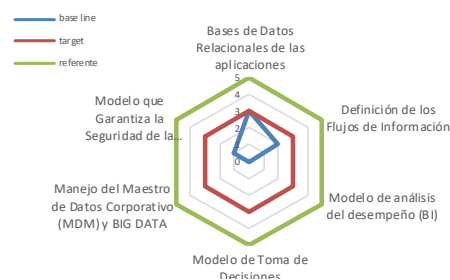 base line
target
referente
Bases de Datos
Relacionales de las
aplicaciones
5
4
3
2
1
0
Definición de los
Flujos de Información
Modelo de análisis
del desempeño (BI)
Modelo de Toma de
Decisiones
Manejo del Maestro
de Datos Corporativo
(MDM) y BIG DATA
Modelo que
Garantiza la
Seguridad de la...